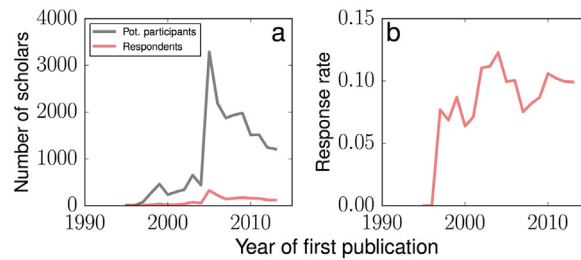 4000
3000
2000
1000
0
Number of scholars
Pot. participants
Respondents
a
1990
2000
2010
0.15
0.10
0.05
0.00
Response rate
b
1990
2000
2010
Year of first publication